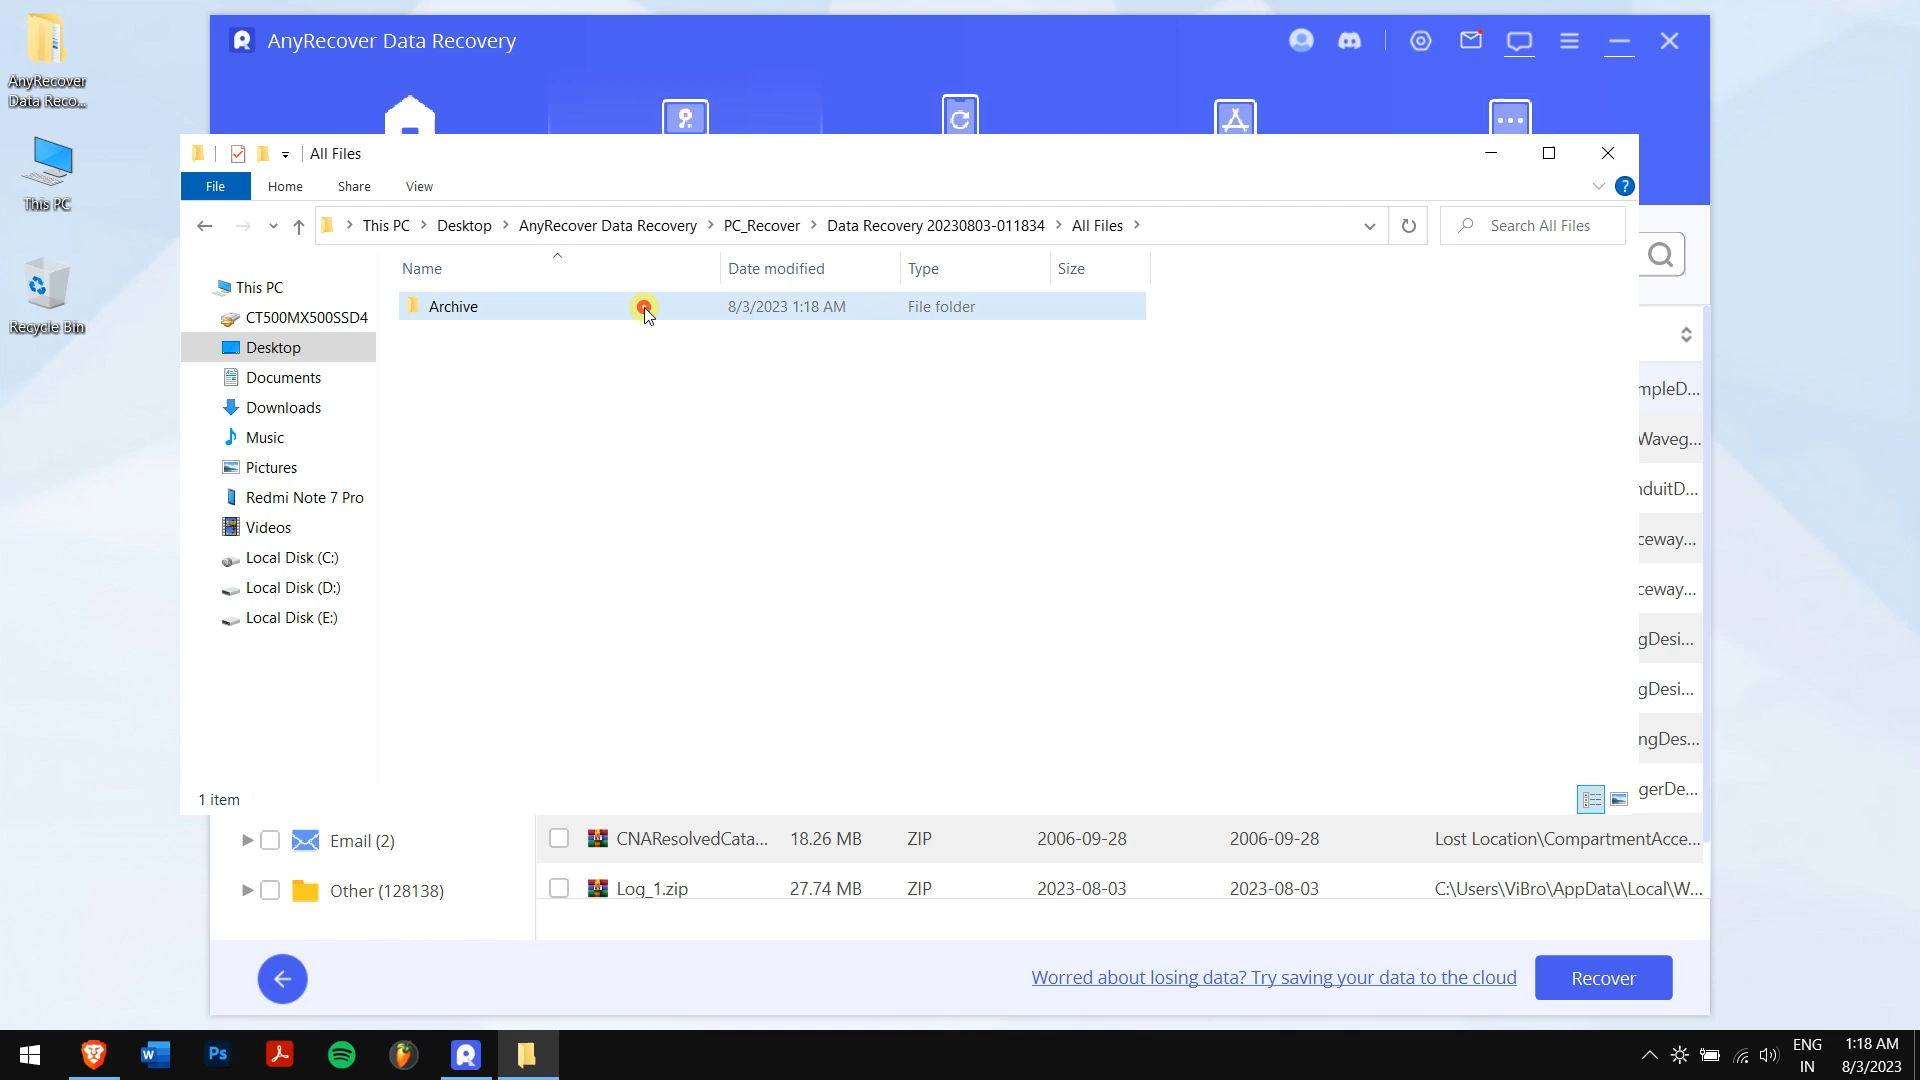 AnyRecover
Data Reco...
This PC
Recycle Bin
AnyRecover Data Recovery
All Files
File Home Share View
This PC Desktop AnyRecover Data Recovery PC_Recover Data Recovery 20230803-011834 All Files
Search All Files
Name Date modified Type Size
Archive 8/3/2023 1:18 AM File folder
This PC
CT500MX500SSD4
Desktop
Documents
Downloads
Music
Pictures
Redmi Note 7 Pro
Videos
Local Disk (C:)
Local Disk (D:)
Local Disk (E:)
1 item
mpleD...
Waveg...
nduitD...
ceway...
ceway...
gDesi...
gDesi...
ngDes...
gerDe...
Email (2)
Other (128138)
CNAResolvedCata... 18.26 MB ZIP 2006-09-28 2006-09-28 Lost Location\CompartmentAcce...
Log_1.zip 27.74 MB ZIP 2023-08-03 2023-08-03 C:\Users\ViBro\AppData\Local\W...
Worred about losing data? Try saving your data to the cloud
Recover
Ps
ENG
IN
1:18 AM
8/3/2023